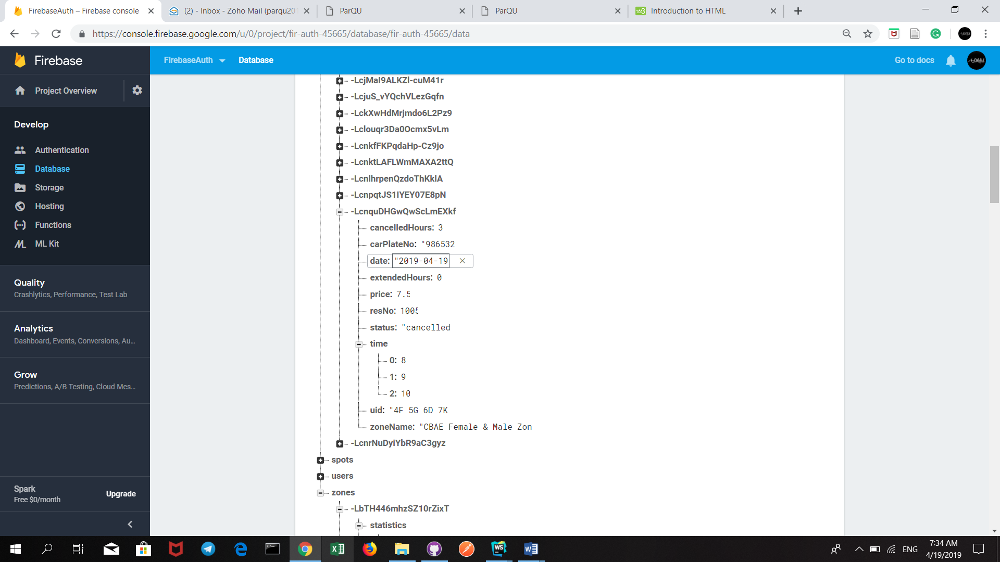 FirebaseAuth – Firebase console
(2) - Inbox - Zoho Mail (parqu20
ParQU
ParQU
Introduction to HTML
https://console.firebase.google.com/u/0/project/fir-auth-45665/database/fir-auth-45665/data
Firebase
FirebaseAuth
Database
Go to docs
Project Overview
Develop
Authentication
Database
Storage
Hosting
Functions
ML Kit
Quality
Crashlytics, Performance, Test Lab
Analytics
Dashboard, Events, Conversions, Au...
Grow
Predictions, A/B Testing, Cloud Mes...
Spark
Free $0/month
Upgrade
-LcjMaI9ALKZl-cuM41r
-LcjuS_vYQchVLezGqfn
-LckXwHdMrjmdo6L2Pz9
-Lclouqr3Da0Ocmx5vLm
-LcnkfFKPqdaHp-Cz9jo
-LcnktLAFLWmMAXA2ttQ
-LcnlhrpenQzdoThKklA
-LcnpqtJS1IYEY07E8pN
-LcnquDHGwQwScLmEXkf
cancelledHours: 3
carPlateNo: "986532
date: "2019-04-19
extendedHours: 0
price: 7.5
resNo: 1005
status: "cancelled
time
0: 8
1: 9
2: 10
uid: "4F 5G 6D 7K
zoneName: "CBAE Female & Male Zon
-LcnrNuDyiYbR9aC3gyz
spots
users
zones
-LbTH446mhzSZ10rZixT
statistics
ENG
7:34 AM
4/19/2019